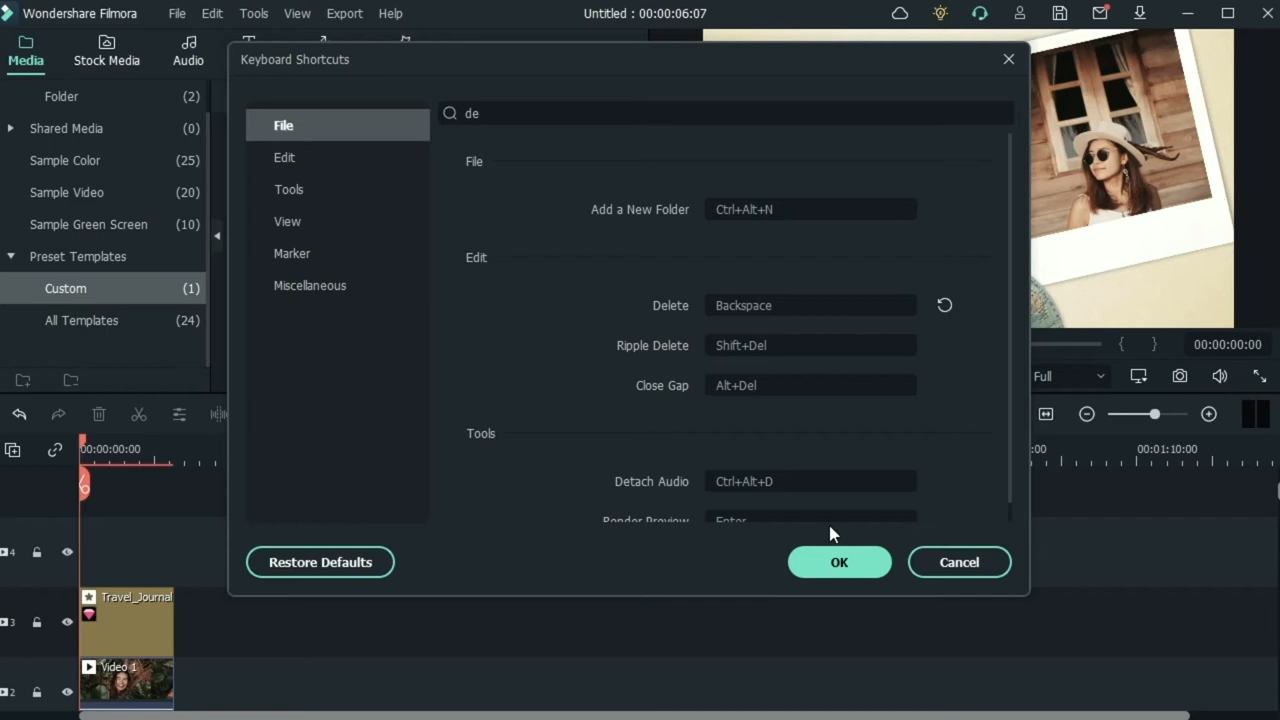 Wondershare Filmora
File
Edit
Tools
View
Export
Help
Untitled : 00:00:06:07
Media
Stock Media
Audio
Folder (2)
Shared Media (0)
Sample Color (25)
Sample Video (20)
Sample Green Screen (10)
Preset Templates
Custom (1)
All Templates (24)
Keyboard Shortcuts
File
Edit
Tools
View
Marker
Miscellaneous
de
File
Add a New Folder Ctrl+Alt+N
Edit
Delete Backspace
Ripple Delete Shift+Del
Close Gap Alt+Del
Tools
Detach Audio Ctrl+Alt+D
Render Preview Enter
Restore Defaults
OK
Cancel
{ }
00:00:00:00
Full
00:00:00:00
:00
00:01:10:00
4
3
Travel_Journal
2
Video 1